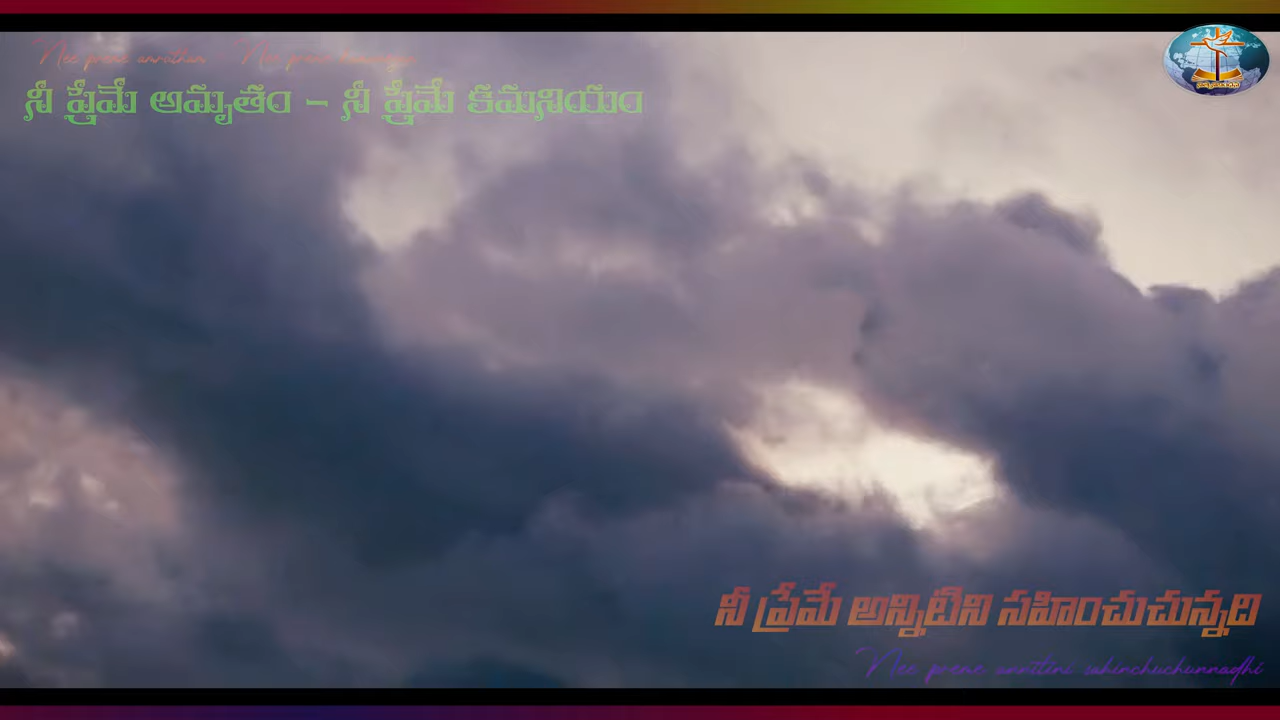 Nee preme amrutham - Nee preme kamaniyam
నీ ప్రేమే అమృతం - నీ ప్రేమే కమనియం
నీ ప్రేమే అన్నిటిని సహించుచున్నది
Nee preme annitini sahinchuchunnadhi